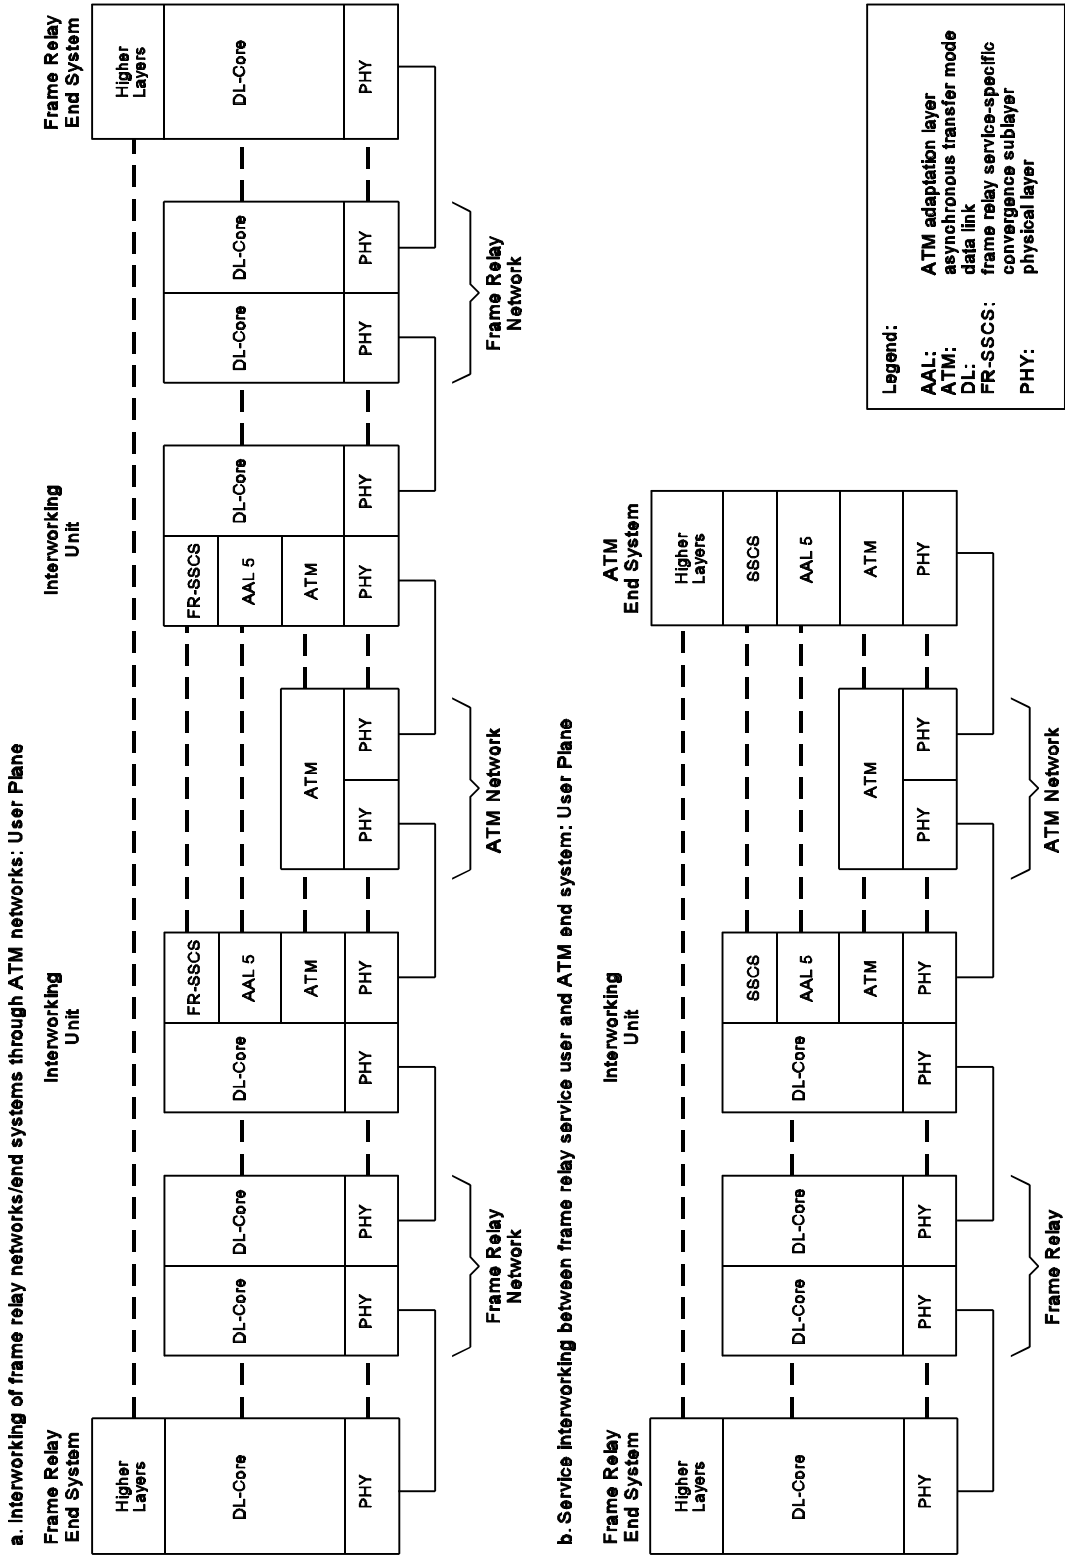 a. Interworking of frame relay networks/end systems through ATM networks: User Plane
Frame Relay
End System
Interworking
Unit
Interworking
Unit
Frame Relay
End System
Higher
Layers
DL-Core
PHY
DL-Core
PHY
DL-Core
PHY
DL-Core
PHY
FR-SSCS
AAL 5
ATM
PHY
ATM
PHY
PHY
FR-SSCS
AAL 5
ATM
PHY
DL-Core
PHY
DL-Core
PHY
DL-Core
PHY
Higher
Layers
DL-Core
PHY
Frame Relay
Network
ATM Network
Frame Relay
Network
b. Service interworking between frame relay service user and ATM end system: User Plane
Frame Relay
End System
Interworking
Unit
ATM
End System
Higher
Layers
DL-Core
PHY
DL-Core
PHY
DL-Core
PHY
DL-Core
PHY
SSCS
AAL 5
ATM
PHY
ATM
PHY
PHY
Higher
Layers
SSCS
AAL 5
ATM
PHY
Frame Relay
ATM Network
Legend:
AAL: ATM adaptation layer
ATM: asynchronous transfer mode
DL: data link
FR-SSCS: frame relay service-specific
convergence sublayer
PHY: physical layer